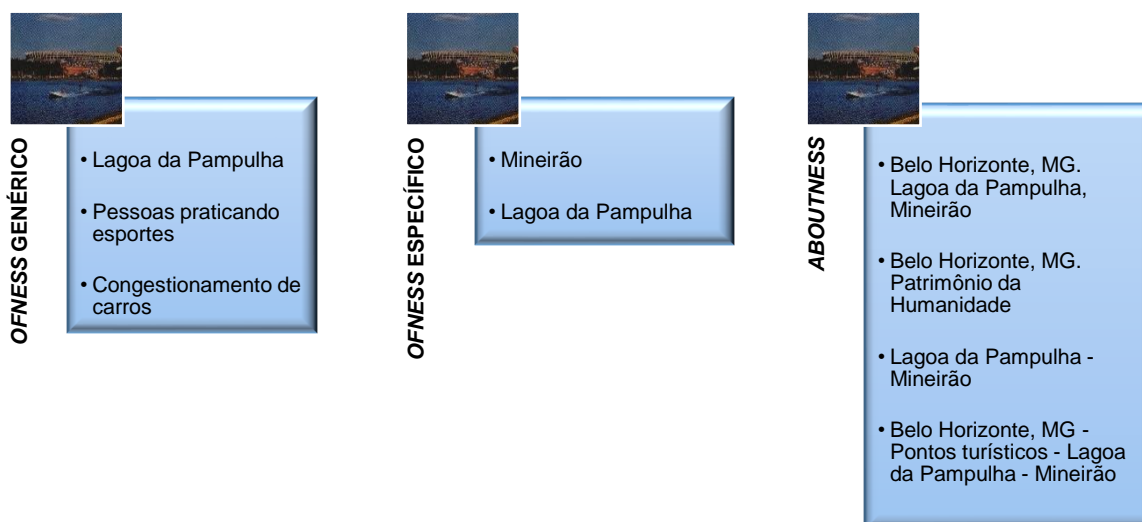 OFNESS GENÉRICO
• Lagoa da Pampulha
• Pessoas praticando
esportes
• Congestionamento de
carros
OFNESS ESPECÍFICO
• Mineirão
• Lagoa da Pampulha
ABOUTNESS
• Belo Horizonte, MG.
Lagoa da Pampulha,
Mineirão
• Belo Horizonte, MG.
Patrimônio da
Humanidade
• Lagoa da Pampulha -
Mineirão
• Belo Horizonte, MG -
Pontos turísticos - Lagoa
da Pampulha - Mineirão